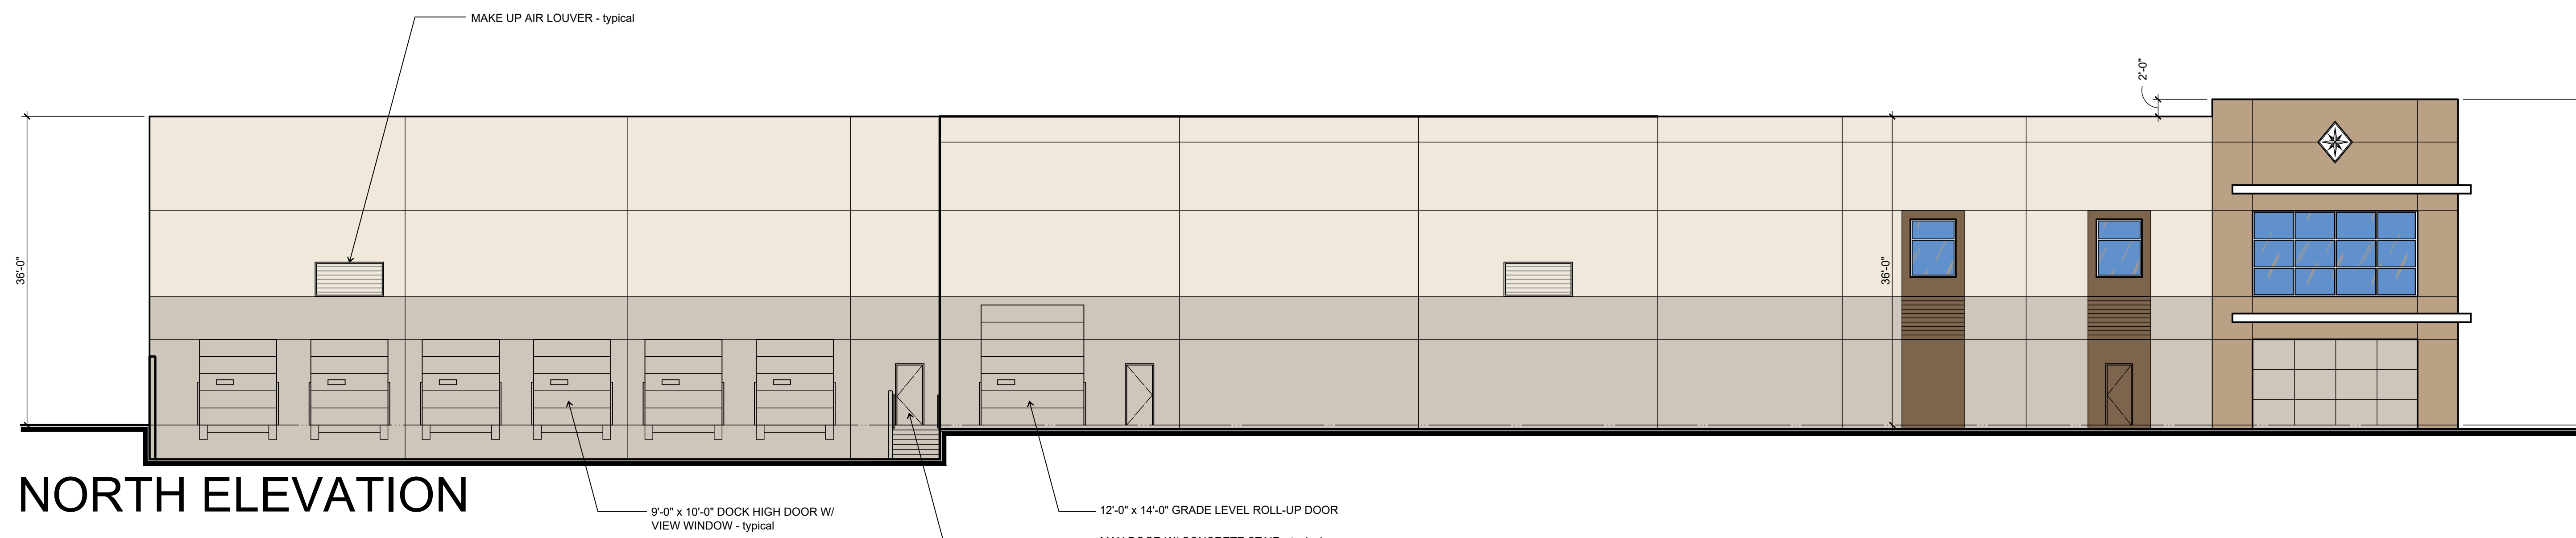 MAKE UP AIR LOUVER - typical
2'-0"
36'-0"
36'-0"
NORTH ELEVATION
9'-0" x 10'-0" DOCK HIGH DOOR W/
VIEW WINDOW - typical
12'-0" x 14'-0" GRADE LEVEL ROLL-UP DOOR